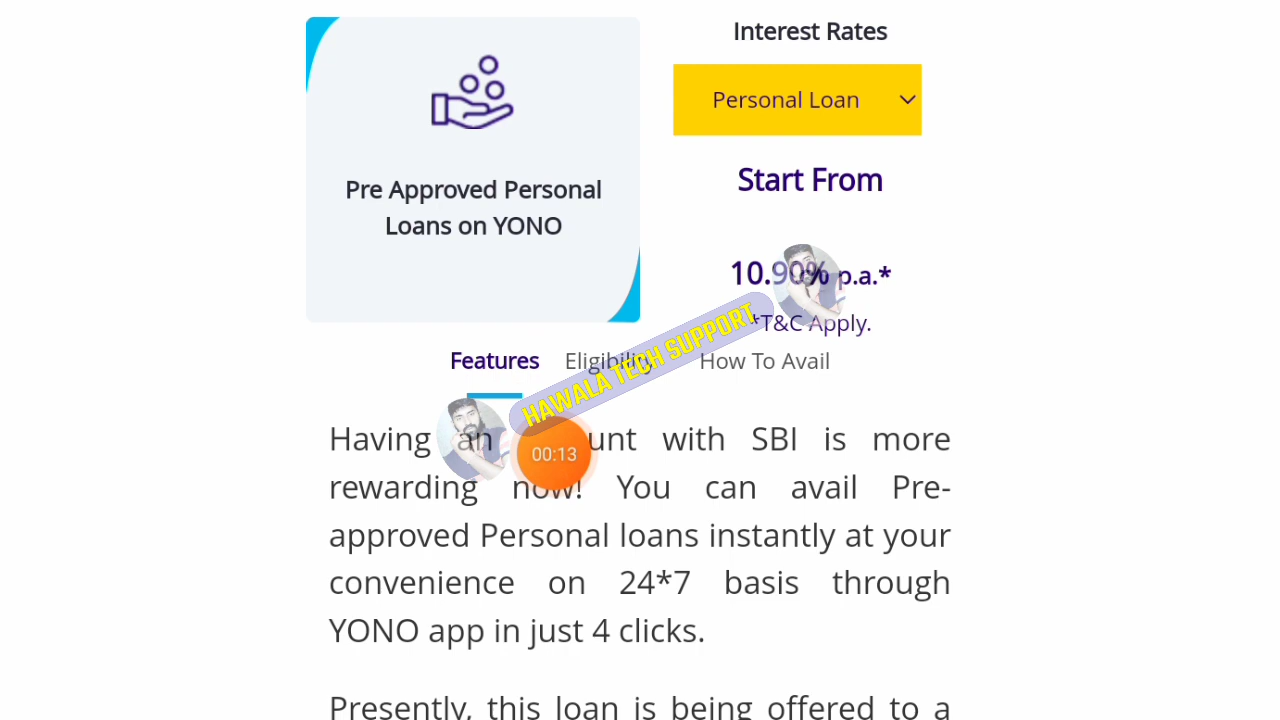 Pre Approved Personal
Loans on YONO
Interest Rates
Personal Loan
Start From
10.90% p.a.*
*T&C Apply.
Features Eligibility How To Avail
HAWALA TECH SUPPORT
00:13
Having an unt with SBI is more
rewarding now! You can avail Pre-
approved Personal loans instantly at your
convenience on 24*7 basis through
YONO app in just 4 clicks.
Presently, this loan is being offered to a